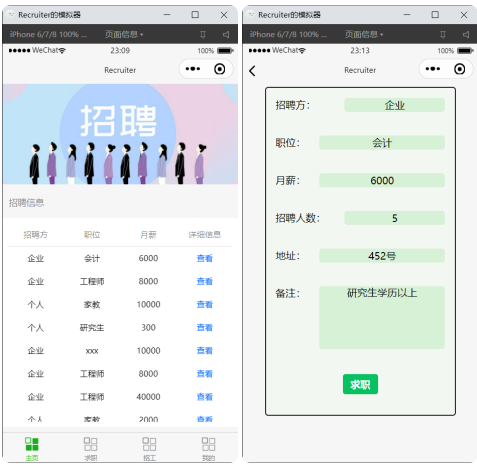 Recruiter的模拟器
iPhone 6/7/8 100% ... 页面信息
WeChat 23:09 100%
Recruiter
招聘
招聘信息
招聘方 职位 月薪 详细信息
企业 会计 6000 查看
企业 工程师 8000 查看
个人 家教 10000 查看
个人 研究生 300 查看
企业 xxx 10000 查看
企业 工程师 8000 查看
企业 工程师 40000 查看
个人 家教 2000 查看
主页 求职 招工 我的
Recruiter的模拟器
iPhone 6/7/8 100% ... 页面信息
WeChat 23:13 100%
Recruiter
招聘方： 企业
职位： 会计
月薪： 6000
招聘人数： 5
地址： 452号
备注： 研究生学历以上
求职